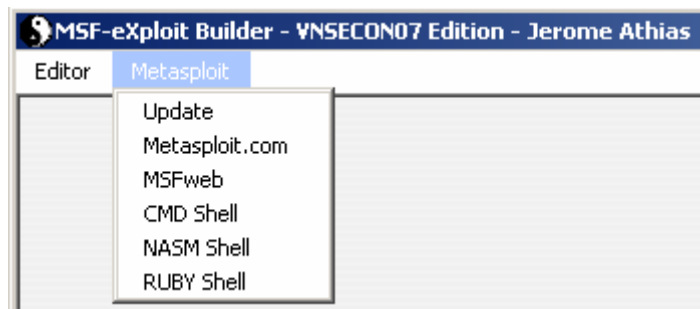 MSF-eXploit Builder - VNSECON07 Edition - Jerome Athias
Editor Metasploit
Update
Metasploit.com
MSFweb
CMD Shell
NASM Shell
RUBY Shell